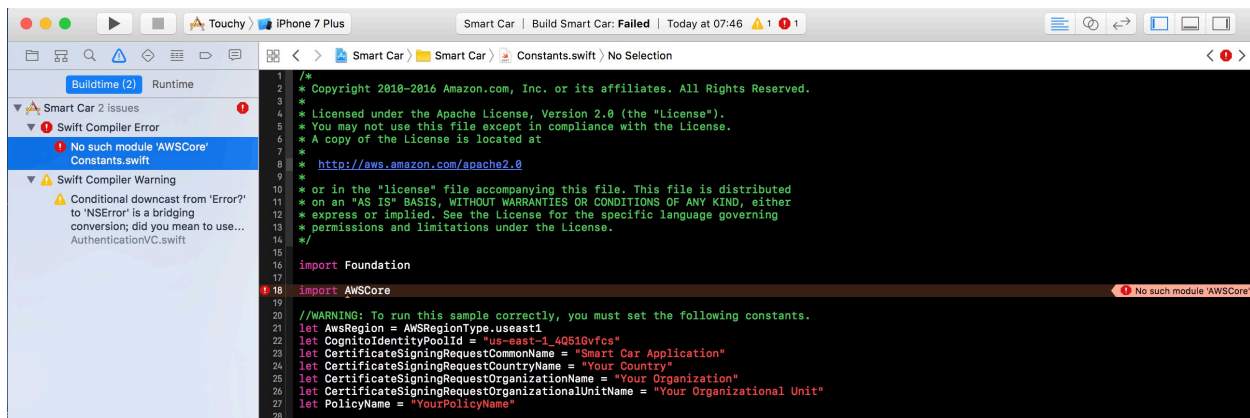 Touchy 〉 iPhone 7 Plus
Smart Car | Build Smart Car: Failed | Today at 07:46 1 1
Smart Car 〉 Smart Car 〉 Constants.swift 〉 No Selection
Buildtime (2) Runtime
Smart Car 2 issues
Swift Compiler Error
No such module 'AWSCore'
Constants.swift
Swift Compiler Warning
Conditional downcast from 'Error?'
to 'NSError' is a bridging
conversion; did you mean to use...
AuthenticationVC.swift
1 /*
2 * Copyright 2010-2016 Amazon.com, Inc. or its affiliates. All Rights Reserved.
3 *
4 * Licensed under the Apache License, Version 2.0 (the "License").
5 * You may not use this file except in compliance with the License.
6 * A copy of the License is located at
7 *
8 * http://aws.amazon.com/apache2.0
9 *
10 * or in the "license" file accompanying this file. This file is distributed
11 * on an "AS IS" BASIS, WITHOUT WARRANTIES OR CONDITIONS OF ANY KIND, either
12 * express or implied. See the License for the specific language governing
13 * permissions and limitations under the License.
14 */
15
16 import Foundation
17
18 import AWSCore No such module 'AWSCore'
19
20 //WARNING: To run this sample correctly, you must set the following constants.
21 let AwsRegion = AWSRegionType.useast1
22 let CognitoIdentityPoolId = "us-east-1_4Q51Gvfcs"
23 let CertificateSigningRequestCommonName = "Smart Car Application"
24 let CertificateSigningRequestCountryName = "Your Country"
25 let CertificateSigningRequestOrganizationName = "Your Organization"
26 let CertificateSigningRequestOrganizationalUnitName = "Your Organizational Unit"
27 let PolicyName = "YourPolicyName"
28